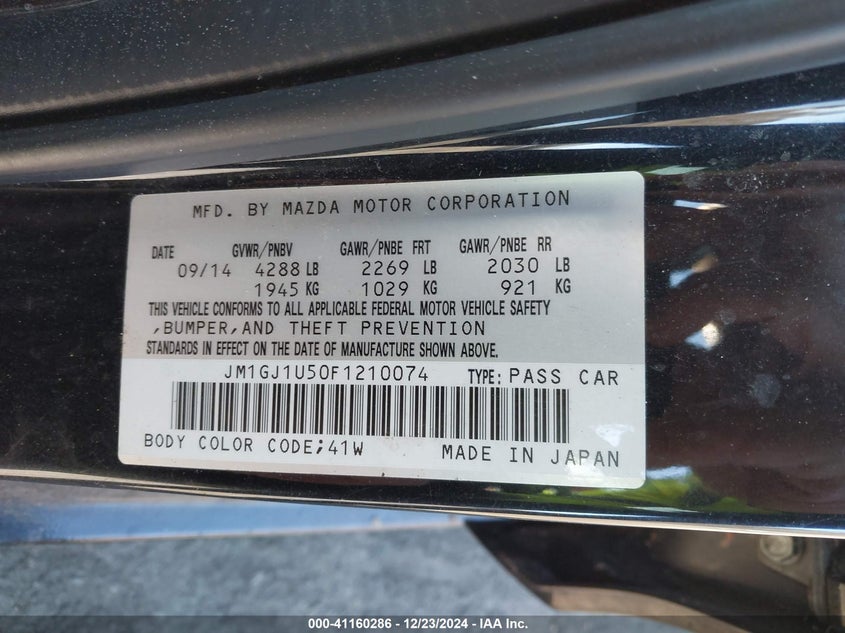 MFD. BY MAZDA MOTOR CORPORATION
DATE GVWR/PNBV GAWR/PNBE FRT GAWR/PNBE RR
09/14 4288 LB 2269 LB 2030 LB
1945 KG 1029 KG 921 KG
THIS VEHICLE CONFORMS TO ALL APPLICABLE FEDERAL MOTOR VEHICLE SAFETY
,BUMPER,AND THEFT PREVENTION
STANDARDS IN EFFECT ON THE DATE OF MANUFACTURE SHOWN ABOVE.
JM1GJ1U50F1210074 TYPE: PASS CAR
BODY COLOR CODE;41W MADE IN JAPAN
000-41160286 - 12/23/2024 - IAA Inc.